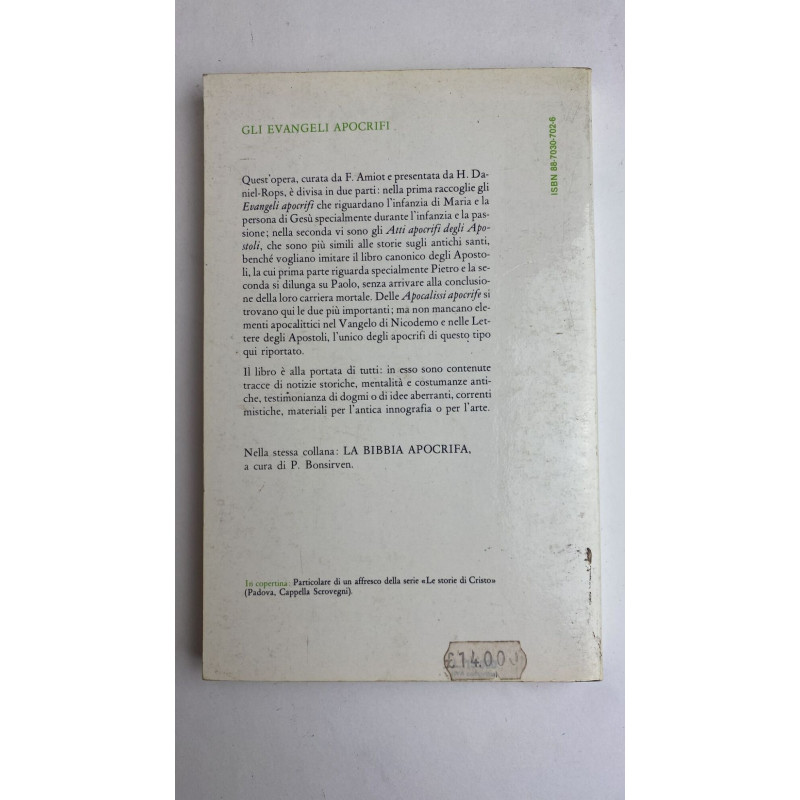 GLI EVANGELI APOCRIFI
ISBN 88-7030-702-6
Quest'opera, curata da F. Amiot e presentata da H. Da-
niel-Rops, è divisa in due parti: nella prima raccoglie gli
Evangeli apocrifi che riguardano l'infanzia di Maria e la
persona di Gesù specialmente durante l'infanzia e la pas-
sione; nella seconda vi sono gli Atti apocrifi degli Apo-
stoli, che sono più simili alle storie sugli antichi santi,
benché vogliano imitare il libro canonico degli Aposto-
li, la cui prima parte riguarda specialmente Pietro e la se-
conda si dilunga su Paolo, senza arrivare alla conclusio-
ne della loro carriera mortale. Delle Apocalissi apocrife si
trovano qui le due più importanti; ma non mancano ele-
menti apocalittici nel Vangelo di Nicodemo e nelle Let-
tere degli Apostoli, l'unico degli apocrifi di questo tipo
qui riportato.
Il libro è alla portata di tutti: in esso sono contenute
tracce di notizie storiche, mentalità e costumanze anti-
che, testimonianza di dogmi o di idee aberranti, correnti
mistiche, materiali per l'antica innografia o per l'arte.
Nella stessa collana: LA BIBBIA APOCRIFA,
a cura di P. Bonsirven.
In copertina: Particolare di un affresco della serie «Le storie di Cristo»
(Padova, Cappella Scrovegni).